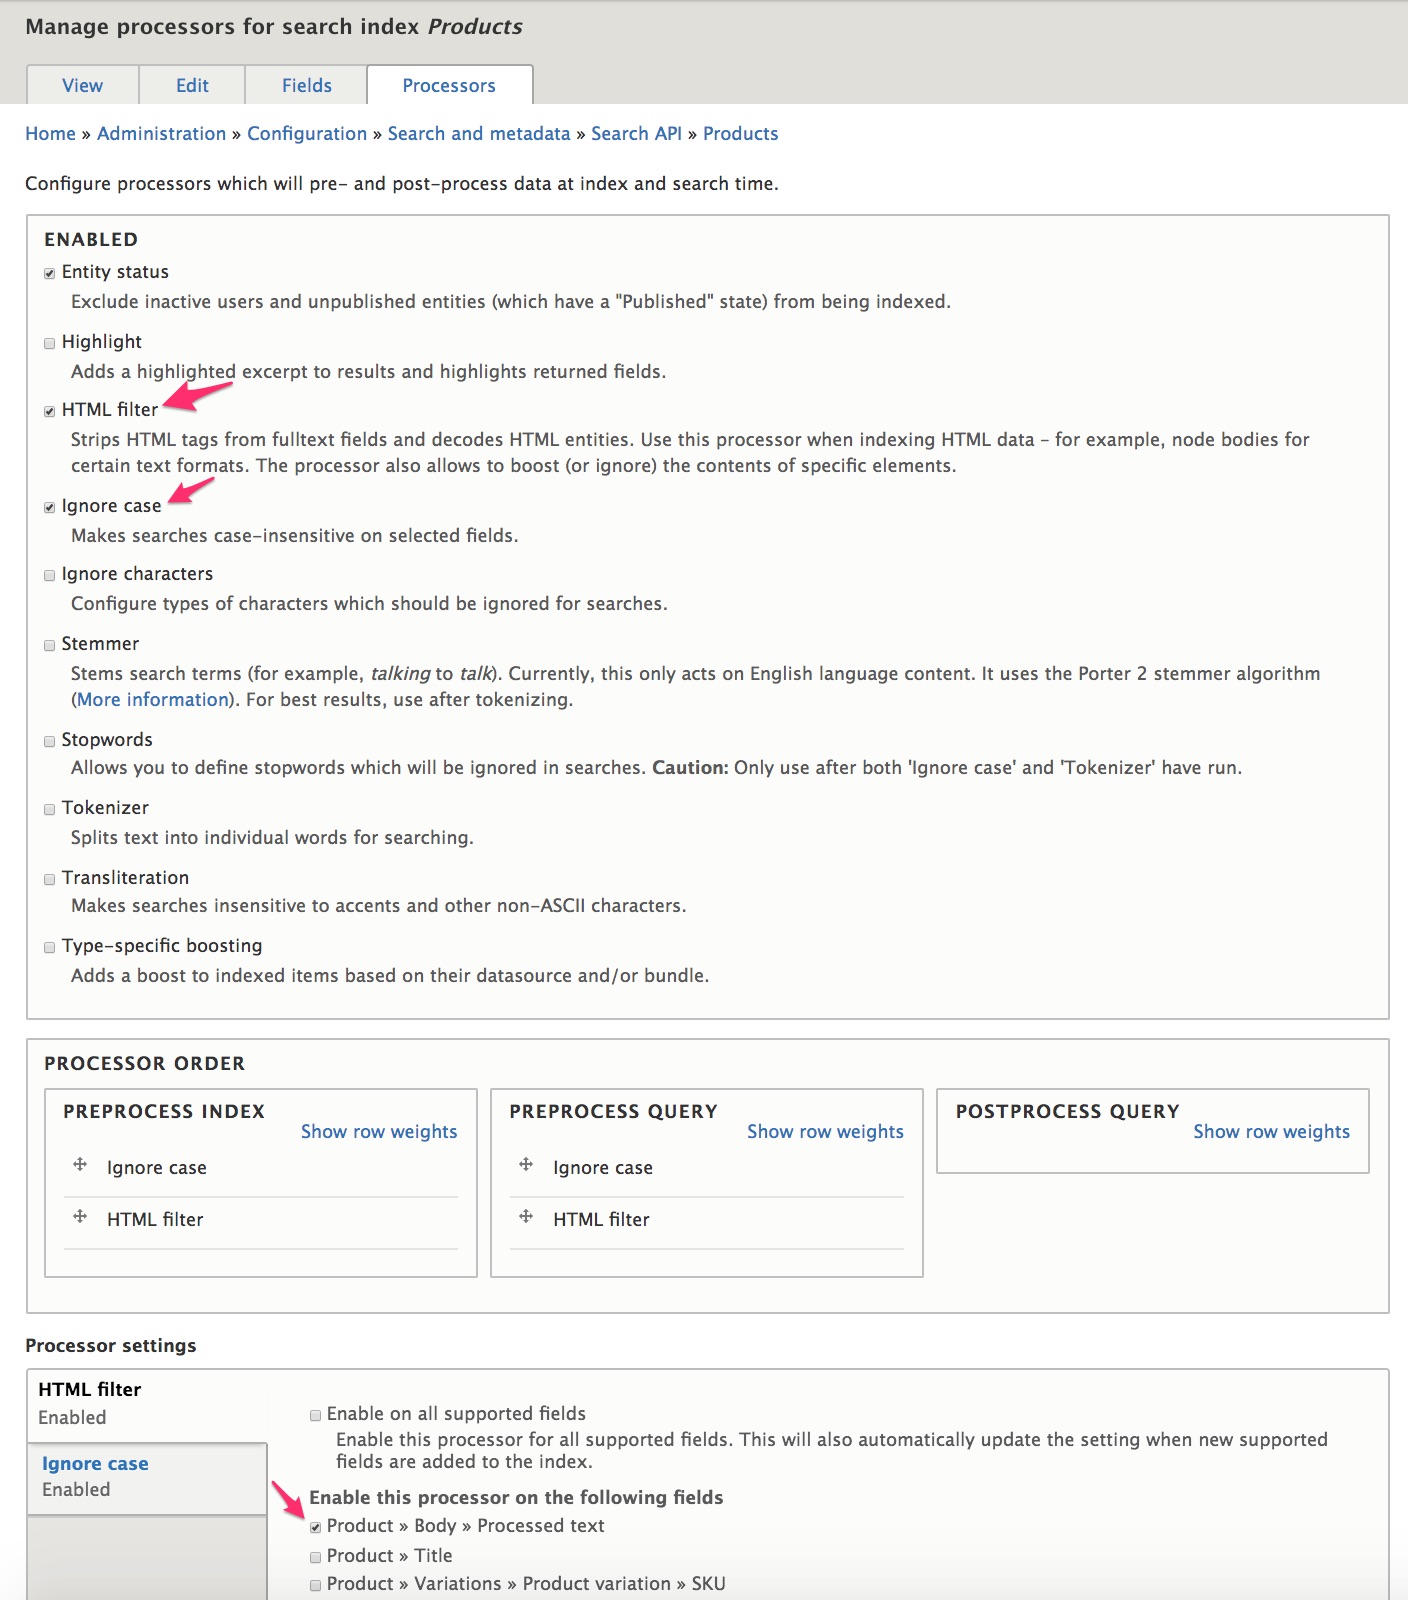 Manage processors for search index Products
View
Edit
Fields
Processors
Home » Administration » Configuration » Search and metadata » Search API » Products
Configure processors which will pre- and post-process data at index and search time.
ENABLED
Entity status
Exclude inactive users and unpublished entities (which have a "Published" state) from being indexed.
Highlight
Adds a highlighted excerpt to results and highlights returned fields.
HTML filter
Strips HTML tags from fulltext fields and decodes HTML entities. Use this processor when indexing HTML data – for example, node bodies for
certain text formats. The processor also allows to boost (or ignore) the contents of specific elements.
Ignore case
Makes searches case-insensitive on selected fields.
Ignore characters
Configure types of characters which should be ignored for searches.
Stemmer
Stems search terms (for example, talking to talk). Currently, this only acts on English language content. It uses the Porter 2 stemmer algorithm
(More information). For best results, use after tokenizing.
Stopwords
Allows you to define stopwords which will be ignored in searches. Caution: Only use after both 'Ignore case' and 'Tokenizer' have run.
Tokenizer
Splits text into individual words for searching.
Transliteration
Makes searches insensitive to accents and other non-ASCII characters.
Type-specific boosting
Adds a boost to indexed items based on their datasource and/or bundle.
PROCESSOR ORDER
PREPROCESS INDEX
Show row weights
Ignore case
HTML filter
PREPROCESS QUERY
Show row weights
Ignore case
HTML filter
POSTPROCESS QUERY
Show row weights
Processor settings
HTML filter
Enabled
Ignore case
Enabled
Enable on all supported fields
Enable this processor for all supported fields. This will also automatically update the setting when new supported
fields are added to the index.
Enable this processor on the following fields
Product » Body » Processed text
Product » Title
Product » Variations » Product variation » SKU